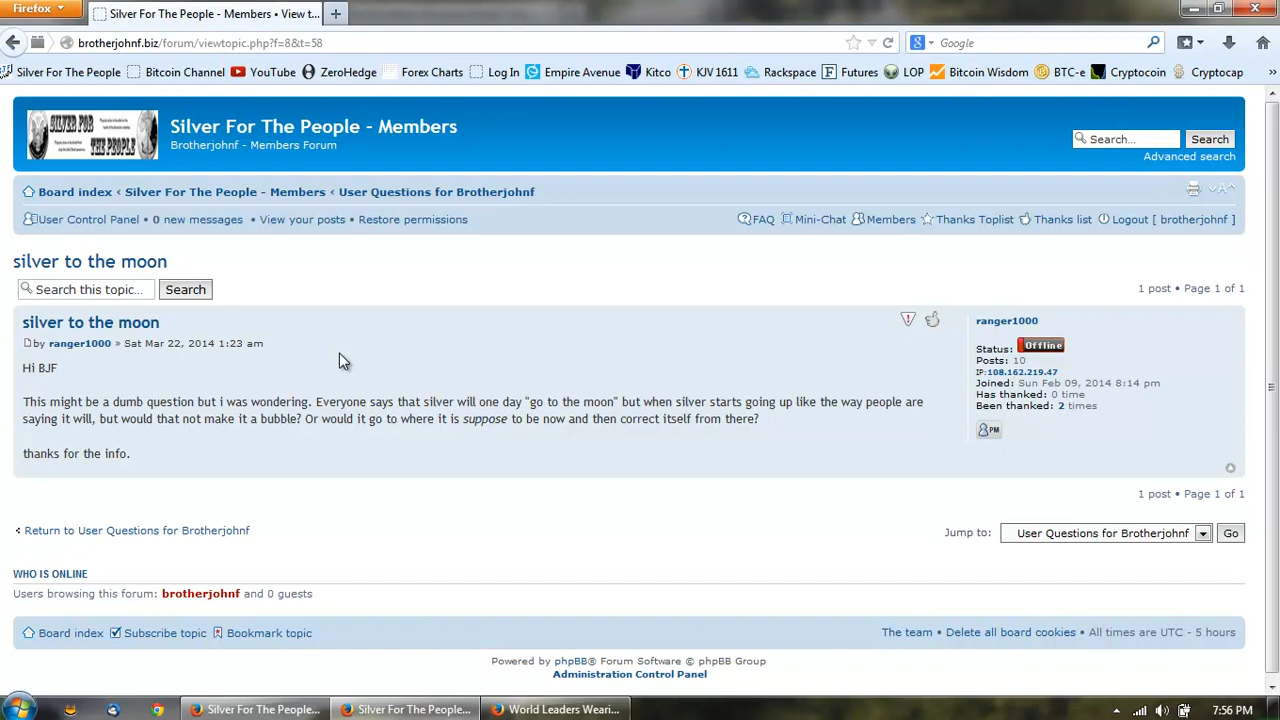 Firefox
Silver For The People - Members • View t...
brotherjohnf.biz/forum/viewtopic.php?f=8&t=58
Google
Silver For The People
Bitcoin Channel
YouTube
ZeroHedge
Forex Charts
Log In
Empire Avenue
Kitco
KJV 1611
Rackspace
Futures
LOP
Bitcoin Wisdom
BTC-e
Cryptocoin
Cryptocap
SILVER FOR
THE PEOPLE
Silver For The People - Members
Brotherjohnf - Members Forum
Search...
Search
Advanced search
Board index ‹ Silver For The People - Members ‹ User Questions for Brotherjohnf
User Control Panel • 0 new messages • View your posts • Restore permissions
FAQ Mini-Chat Members Thanks Toplist Thanks list Logout [ brotherjohnf ]
silver to the moon
Search this topic...
Search
1 post • Page 1 of 1
silver to the moon
by ranger1000 » Sat Mar 22, 2014 1:23 am
Hi BJF
This might be a dumb question but i was wondering. Everyone says that silver will one day "go to the moon" but when silver starts going up like the way people are
saying it will, but would that not make it a bubble? Or would it go to where it is suppose to be now and then correct itself from there?
thanks for the info.
ranger1000
Status: Offline
Posts: 10
IP:108.162.219.47
Joined: Sun Feb 09, 2014 8:14 pm
Has thanked: 0 time
Been thanked: 2 times
PM
1 post • Page 1 of 1
Return to User Questions for Brotherjohnf
Jump to:
User Questions for Brotherjohnf
Go
WHO IS ONLINE
Users browsing this forum: brotherjohnf and 0 guests
Board index Subscribe topic Bookmark topic
The team • Delete all board cookies • All times are UTC - 5 hours
Powered by phpBB® Forum Software © phpBB Group
Administration Control Panel
Silver For The People...
Silver For The People...
World Leaders Weari...
7:56 PM